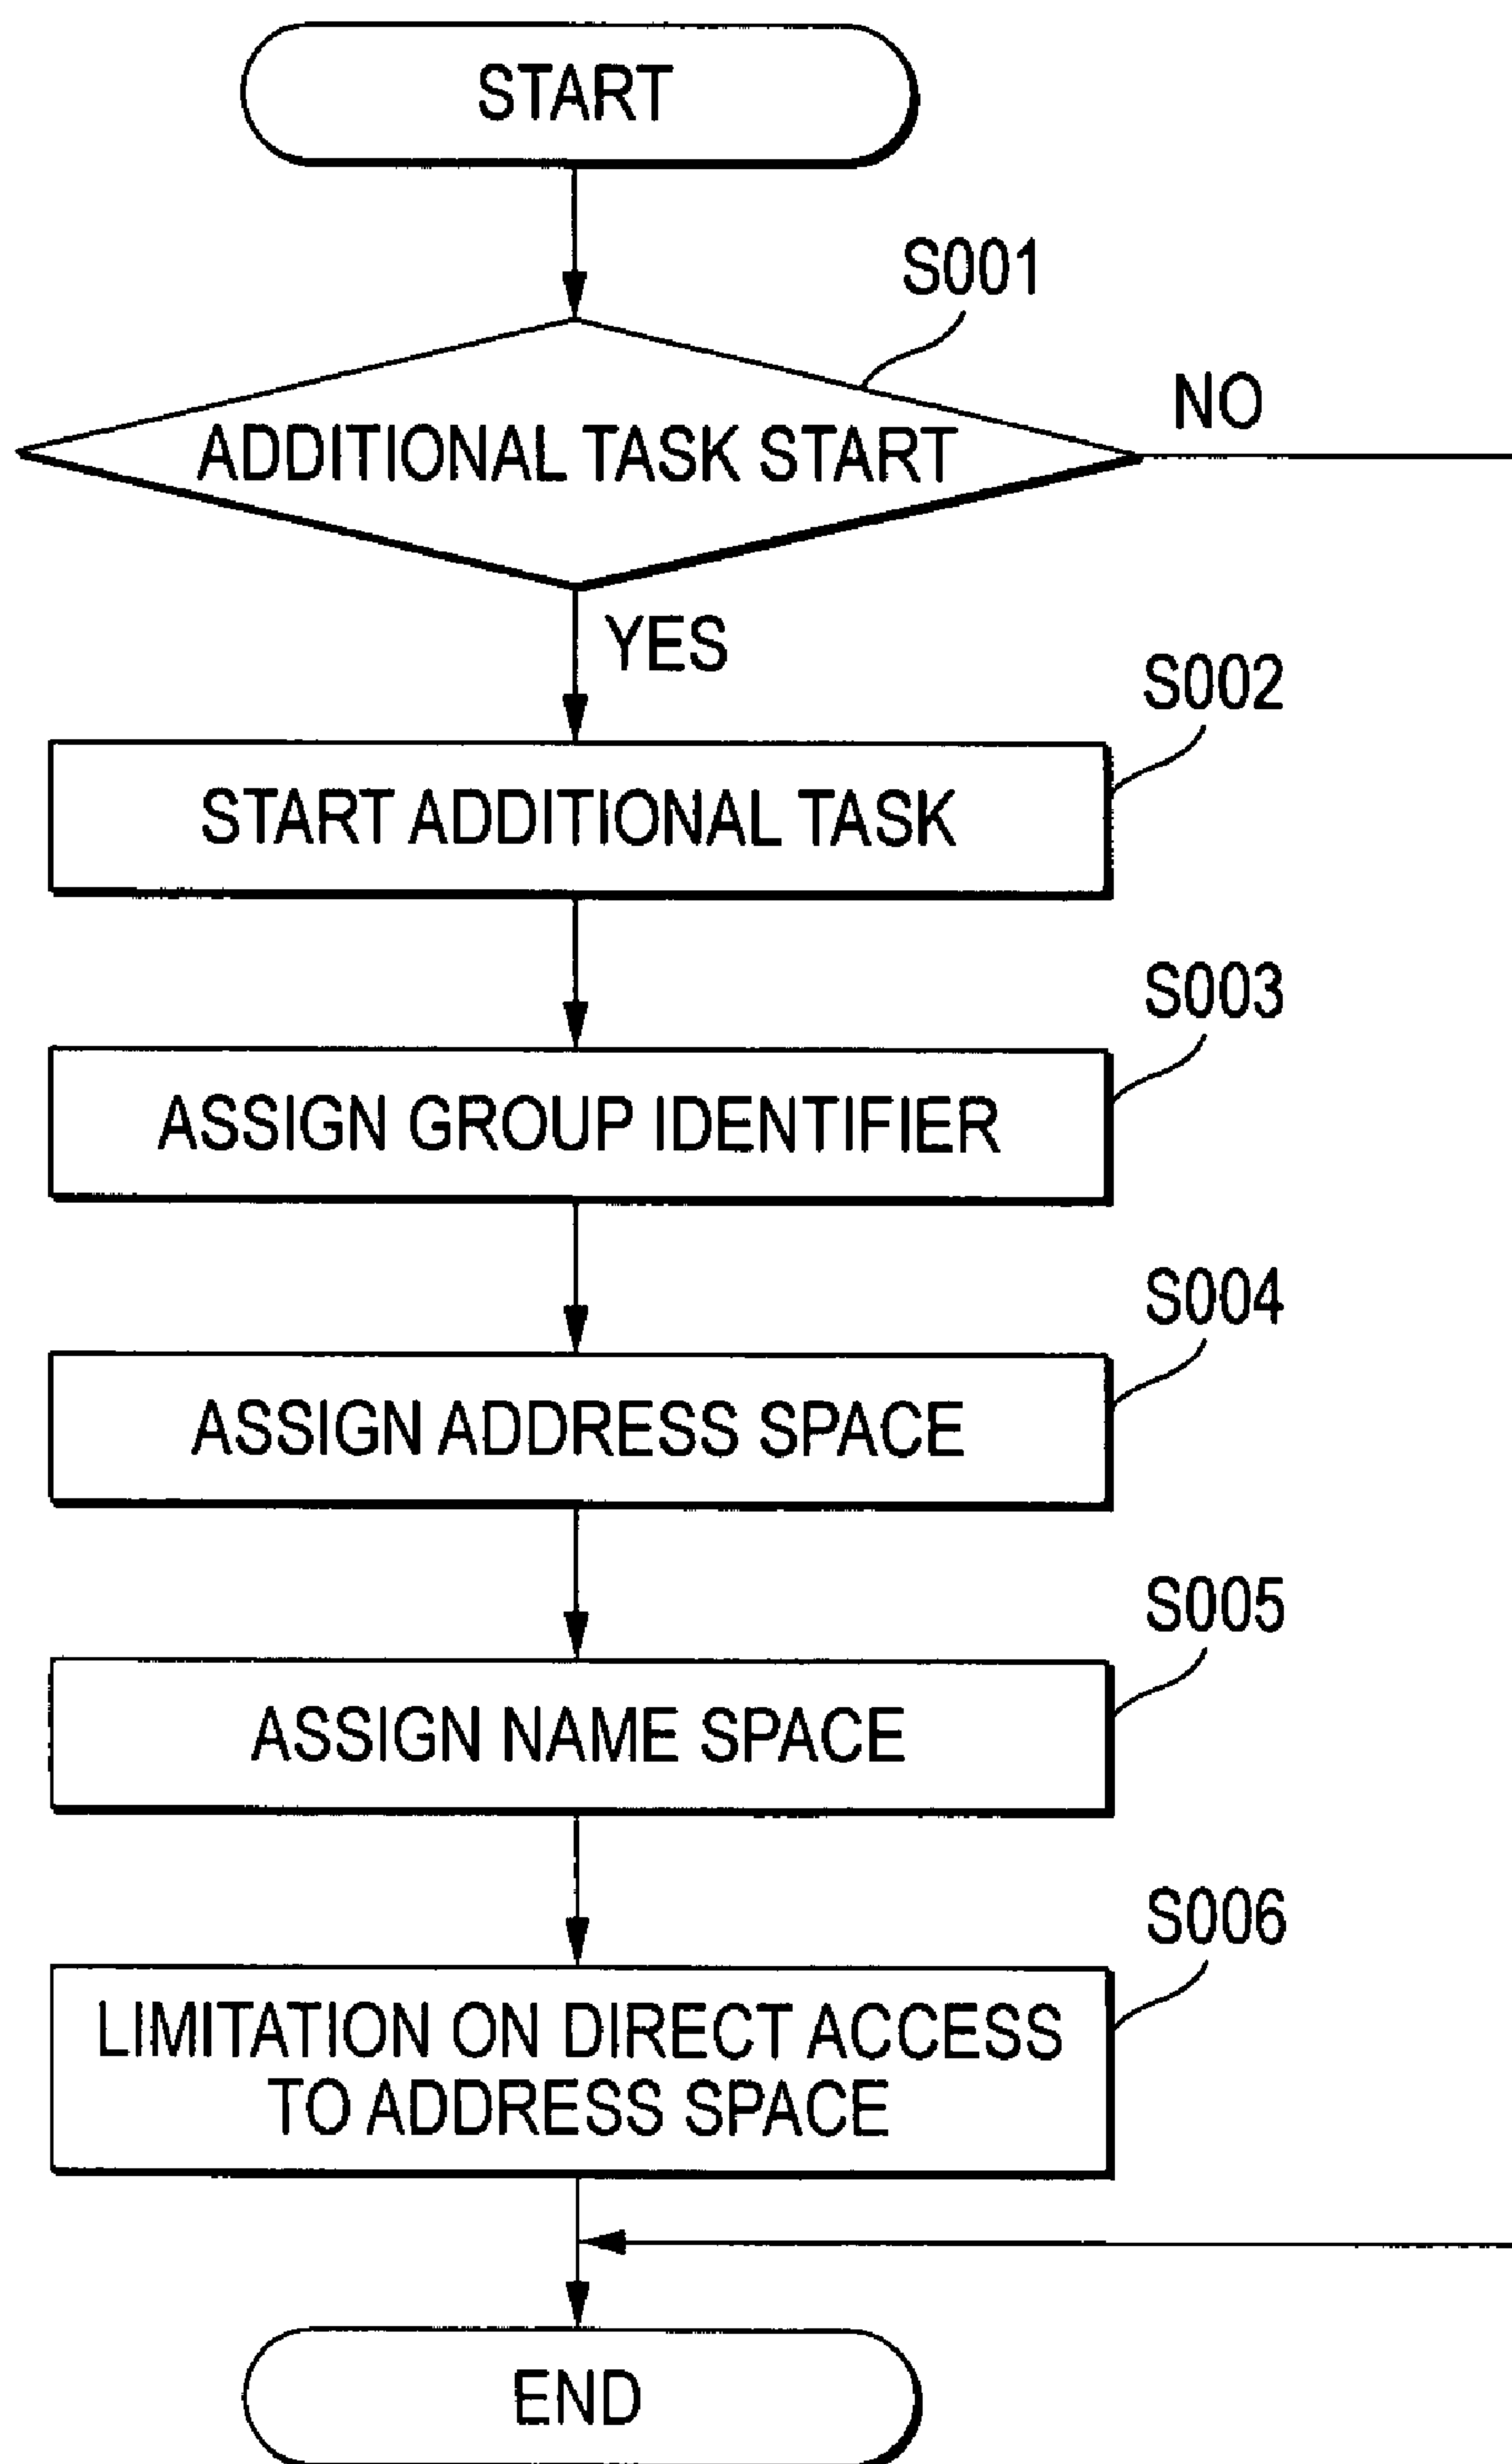 START
S001
ADDITIONAL TASK START
NO
YES
S002
START ADDITIONAL TASK
S003
ASSIGN GROUP IDENTIFIER
S004
ASSIGN ADDRESS SPACE
S005
ASSIGN NAME SPACE
S006
LIMITATION ON DIRECT ACCESS
TO ADDRESS SPACE
END